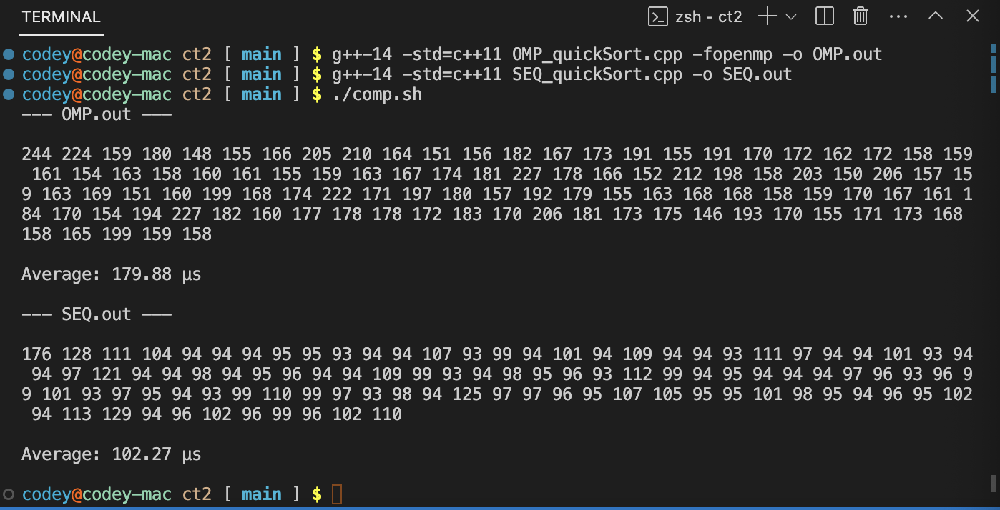 TERMINAL
zsh - ct2
codey@codey-mac ct2 [ main ] $ g++-14 -std=c++11 OMP_quickSort.cpp -fopenmp -o OMP.out
codey@codey-mac ct2 [ main ] $ g++-14 -std=c++11 SEQ_quickSort.cpp -o SEQ.out
codey@codey-mac ct2 [ main ] $ ./comp.sh
--- OMP.out ---
244 224 159 180 148 155 166 205 210 164 151 156 182 167 173 191 155 191 170 172 162 172 158 159
161 154 163 158 160 161 155 159 163 167 174 181 227 178 166 152 212 198 158 203 150 206 157 15
9 163 169 151 160 199 168 174 222 171 197 180 157 192 179 155 163 168 168 158 159 170 167 161 1
84 170 154 194 227 182 160 177 178 178 172 183 170 206 181 173 175 146 193 170 155 171 173 168
158 165 199 159 158
Average: 179.88 µs
--- SEQ.out ---
176 128 111 104 94 94 94 95 95 93 94 94 107 93 99 94 101 94 109 94 94 93 111 97 94 94 101 93 94
94 97 121 94 94 98 94 95 96 94 94 109 99 93 94 98 95 96 93 112 99 94 95 94 94 94 97 96 93 96 9
9 101 93 97 95 94 93 99 110 99 97 93 98 94 125 97 97 96 95 107 105 95 95 101 98 95 94 96 95 102
94 113 129 94 96 102 96 99 96 102 110
Average: 102.27 µs
codey@codey-mac ct2 [ main ] $